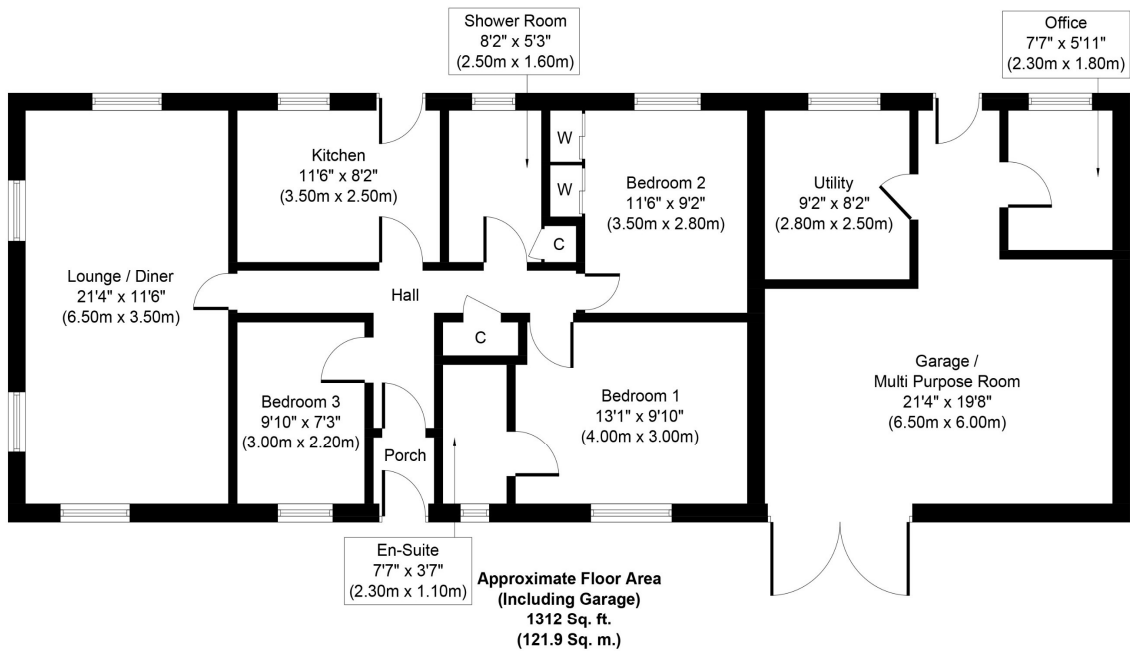 Shower Room
8'2" x 5'3"
(2.50m x 1.60m)
Office
7'7" x 5'11"
(2.30m x 1.80m)
Kitchen
11'6" x 8'2"
(3.50m x 2.50m)
W
W
C
Bedroom 2
11'6" x 9'2"
(3.50m x 2.80m)
Utility
9'2" x 8'2"
(2.80m x 2.50m)
Lounge / Diner
21'4" x 11'6"
(6.50m x 3.50m)
Hall
C
Bedroom 3
9'10" x 7'3"
(3.00m x 2.20m)
Porch
Bedroom 1
13'1" x 9'10"
(4.00m x 3.00m)
Garage /
Multi Purpose Room
21'4" x 19'8"
(6.50m x 6.00m)
En-Suite
7'7" x 3'7"
(2.30m x 1.10m)
Approximate Floor Area
(Including Garage)
1312 Sq. ft.
(121.9 Sq. m.)